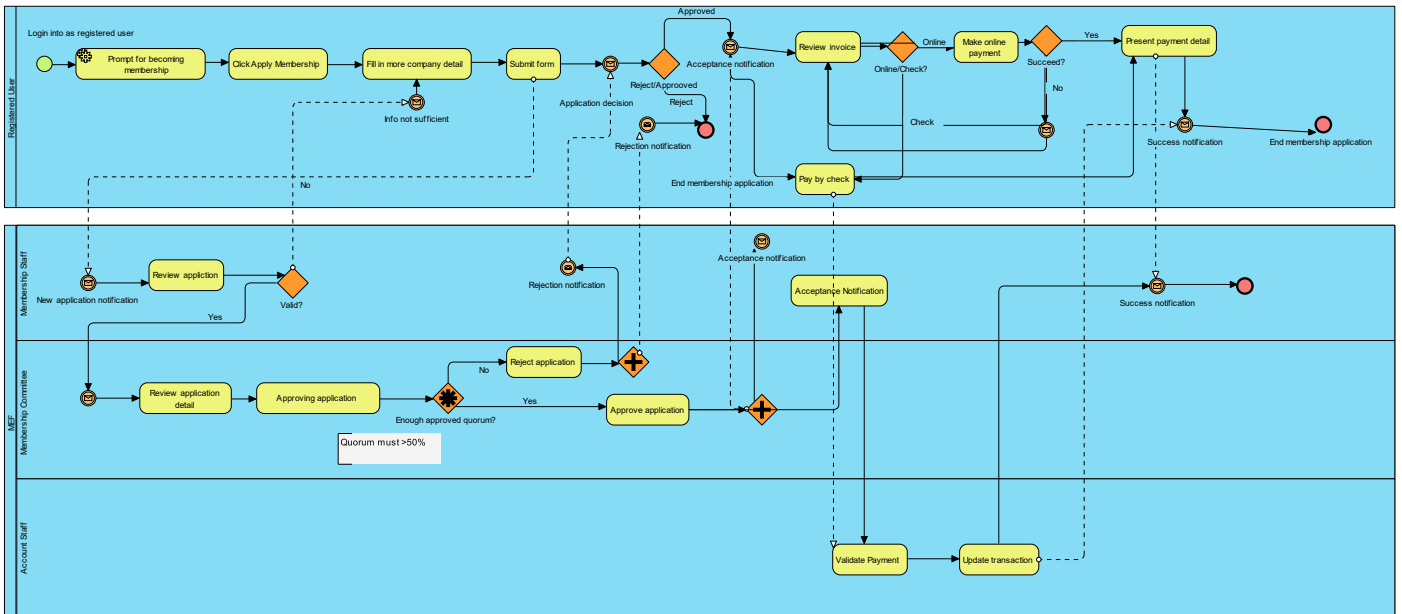 Registered User
Login into as registered user
Prompt for becoming
membership
Click Apply Membership
Fill in more company detail
Submit form
Info not sufficient
No
Application decision
Approved
Reject/Approoved
Reject
Rejection notification
Acceptance notification
End membership application
Review invoice
Online/Check?
Online
Make online
payment
Succeed?
Yes
No
Check
Pay by check
Present payment detail
Success notification
End membership application
MEF
Membership Staff
New application notification
Review appliction
Valid?
Yes
Rejection notification
Acceptance notification
Acceptance Notification
Success notification
Membership Committee
Review application
detail
Approving application
Enough approved quorum?
No
Reject application
Yes
Approve application
Quorum must >50%
Account Staff
Validate Payment
Update transaction